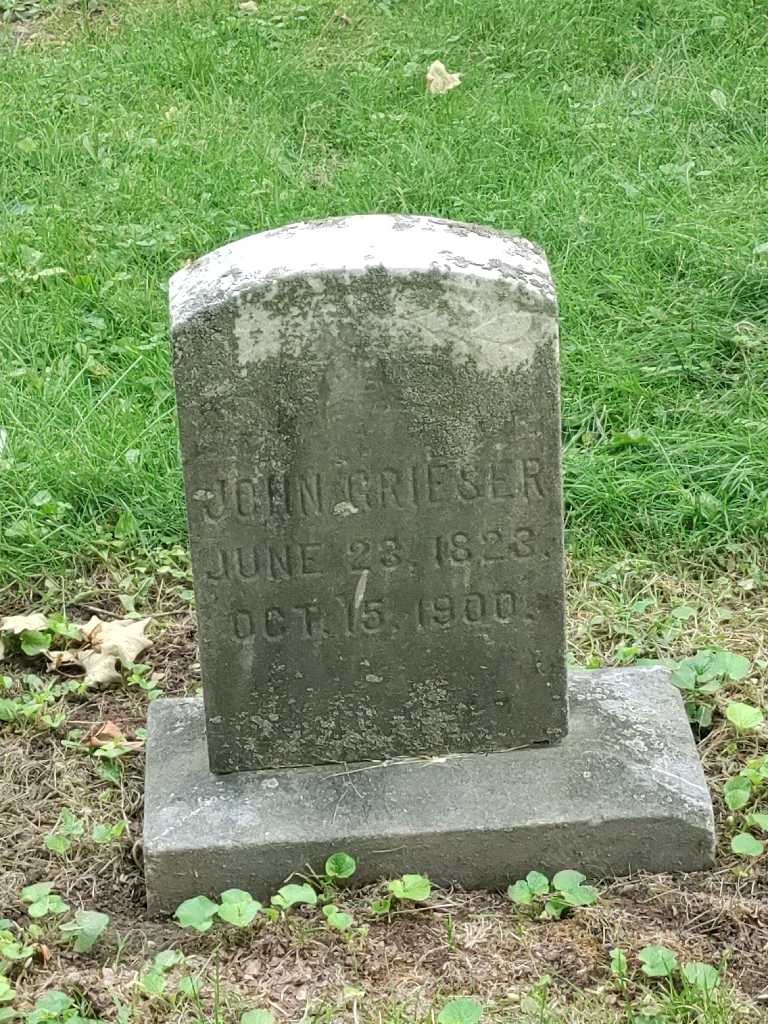 JOHN GRIESER
JUNE 23, 1823.
OCT. 15, 1900.